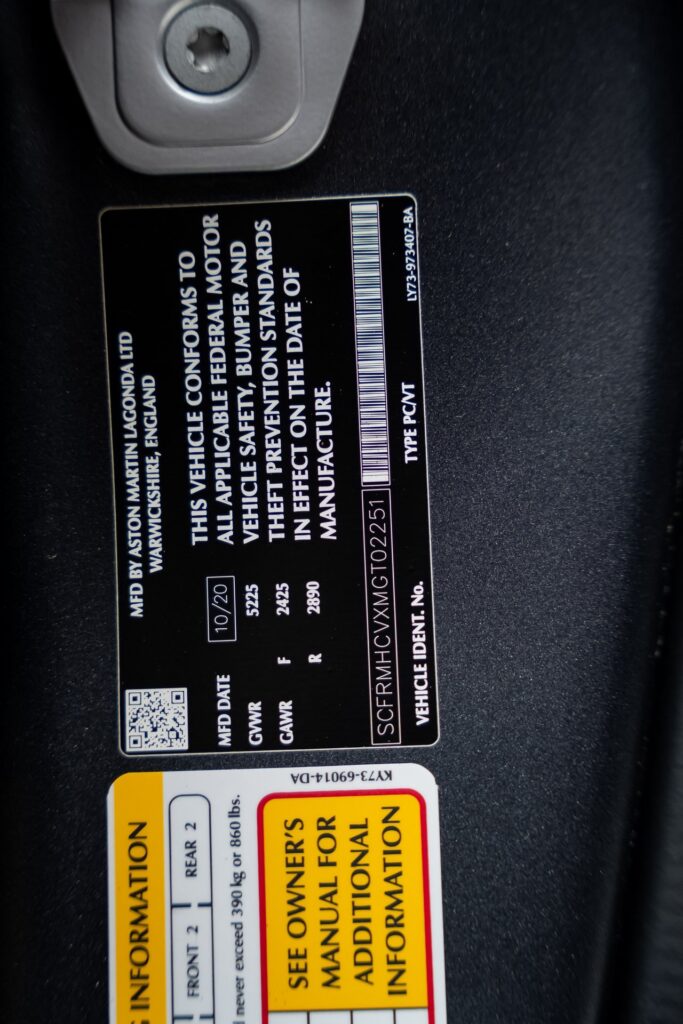 MFD BY ASTON MARTIN LAGONDA LTD
WARWICKSHIRE, ENGLAND
MFD DATE 10/20
GVWR 5225
GAWR F 2425
R 2890
THIS VEHICLE CONFORMS TO
ALL APPLICABLE FEDERAL MOTOR
VEHICLE SAFETY, BUMPER AND
THEFT PREVENTION STANDARDS
IN EFFECT ON THE DATE OF
MANUFACTURE.
SCFRMHCVXMGT02251
VEHICLE IDENT. No. TYPE PC/VT
LY73-973407-BA
INFORMATION
FRONT 2 REAR 2
never exceed 390 kg or 860 lbs.
KY73-69014-DA
SEE OWNER'S
MANUAL FOR
ADDITIONAL
INFORMATION